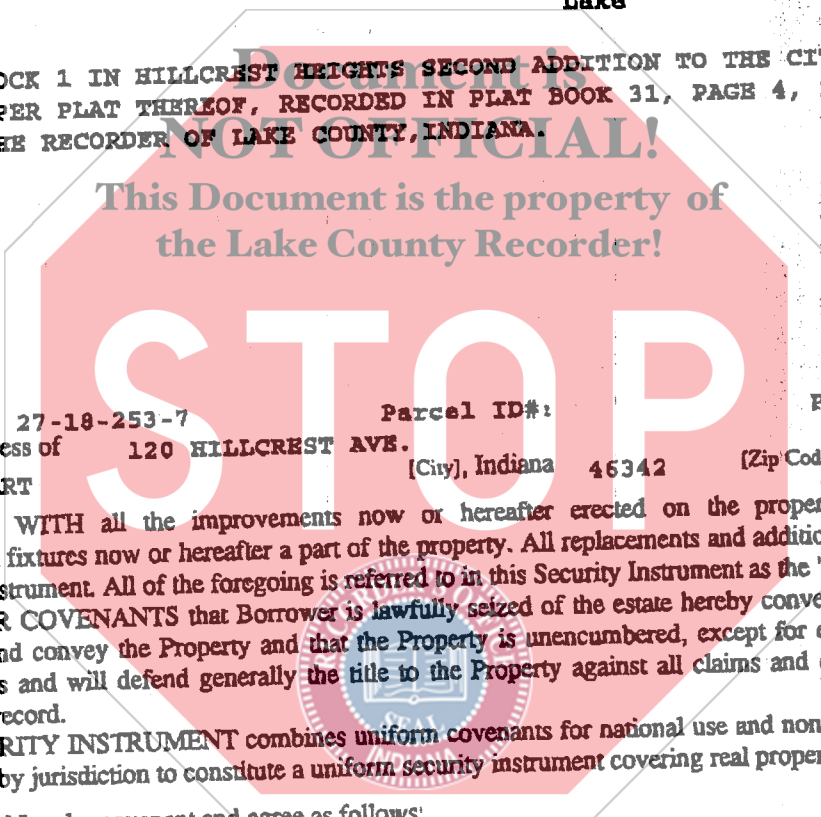 Lake
OCK 1 IN HILLCREST HEIGHTS SECOND ADDITION TO THE CIT
PER PLAT THEREOF, RECORDED IN PLAT BOOK 31, PAGE 4,
HE RECORDER OF LAKE COUNTY, INDIANA.
Document is
NOT OFFICIAL!
This Document is the property of
the Lake County Recorder!
STOP
27-18-253-7 Parcel ID#:
ess of 120 HILLCREST AVE.
RT [City], Indiana 46342 [Zip Cod
WITH all the improvements now or hereafter erected on the proper
fixtures now or hereafter a part of the property. All replacements and additio
strument. All of the foregoing is referred to in this Security Instrument as the "
R COVENANTS that Borrower is lawfully seized of the estate hereby conve
nd convey the Property and that the Property is unencumbered, except for e
s and will defend generally the title to the Property against all claims and
ecord.
RITY INSTRUMENT combines uniform covenants for national use and non
by jurisdiction to constitute a uniform security instrument covering real proper
covenant and agree as follows:
SEAL
INDIANA